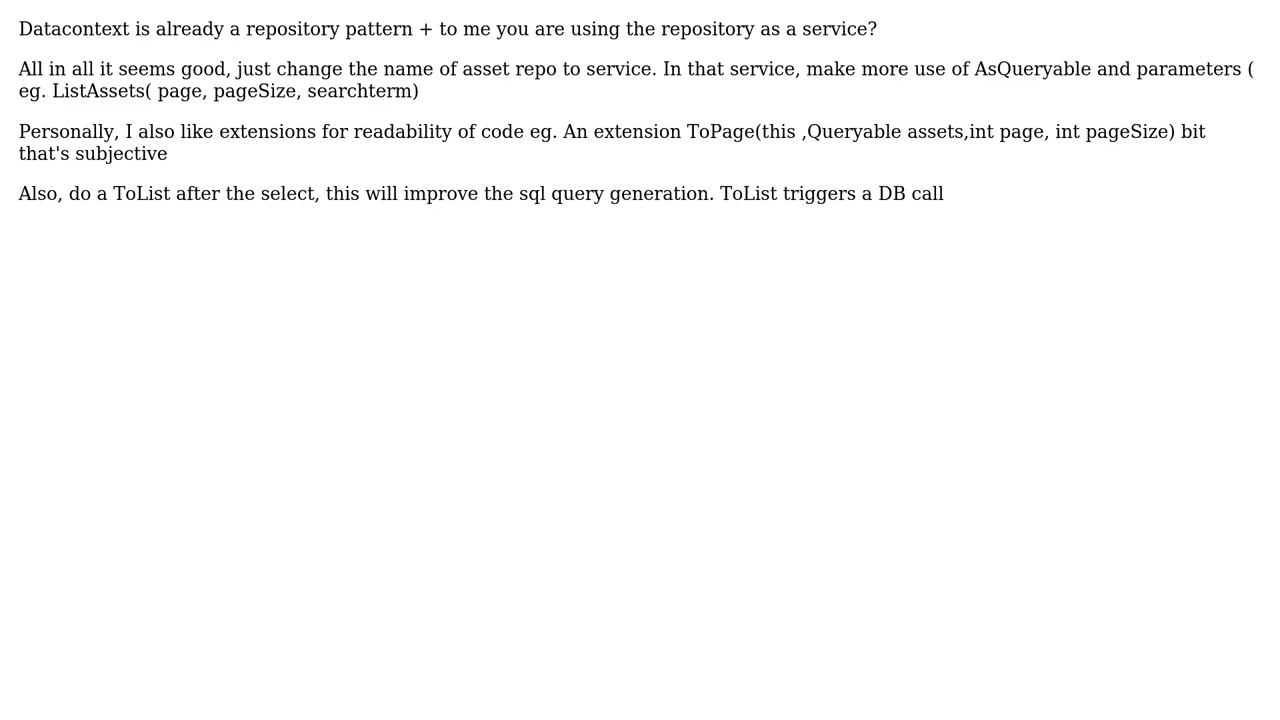 Datacontext is already a repository pattern + to me you are using the repository as a service?
All in all it seems good, just change the name of asset repo to service. In that service, make more use of AsQueryable and parameters (
eg. ListAssets( page, pageSize, searchterm)
Personally, I also like extensions for readability of code eg. An extension ToPage(this ,Queryable assets,int page, int pageSize) bit
that's subjective
Also, do a ToList after the select, this will improve the sql query generation. ToList triggers a DB call